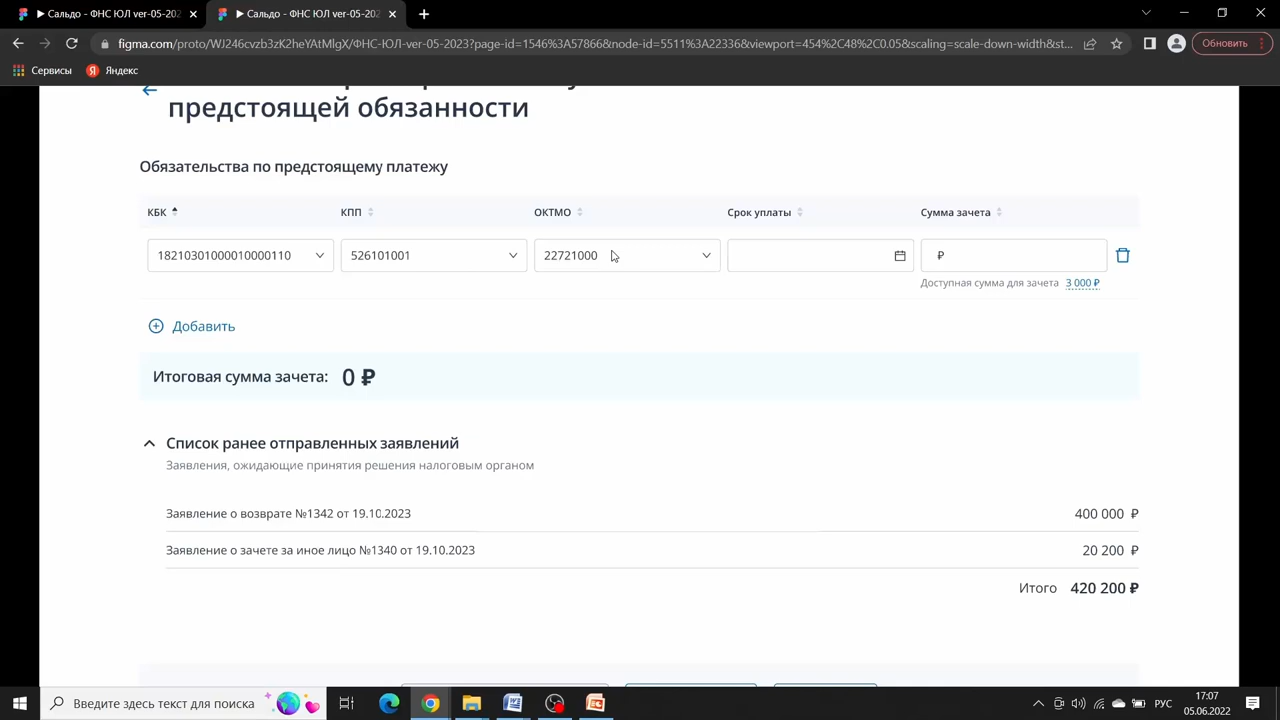 ▶ Сальдо - ФНС ЮЛ ver-05-202
▶ Сальдо - ФНС ЮЛ ver-05-202
figma.com/proto/WJ246cvzb3zK2heYAtMlgX/ФНС-ЮЛ-ver-05-2023?page-id=1546%3A57866&node-id=5511%3A22336&viewport=454%2C48%2C0.05&scaling=scale-down-width&st...
Обновить
Сервисы
Яндекс
предстоящей обязанности
Обязательства по предстоящему платежу
КБК КПП ОКТМО Срок уплаты Сумма зачета
18210301000010000110 526101001 22721000 ₽
Доступная сумма для зачета 3 000 ₽
Добавить
Итоговая сумма зачета: 0 ₽
Список ранее отправленных заявлений
Заявления, ожидающие принятия решения налоговым органом
Заявление о возврате №1342 от 19.10.2023 400 000 ₽
Заявление о зачете за иное лицо №1340 от 19.10.2023 20 200 ₽
Итого 420 200 ₽
Введите здесь текст для поиска
РУС
17:07
05.06.2022